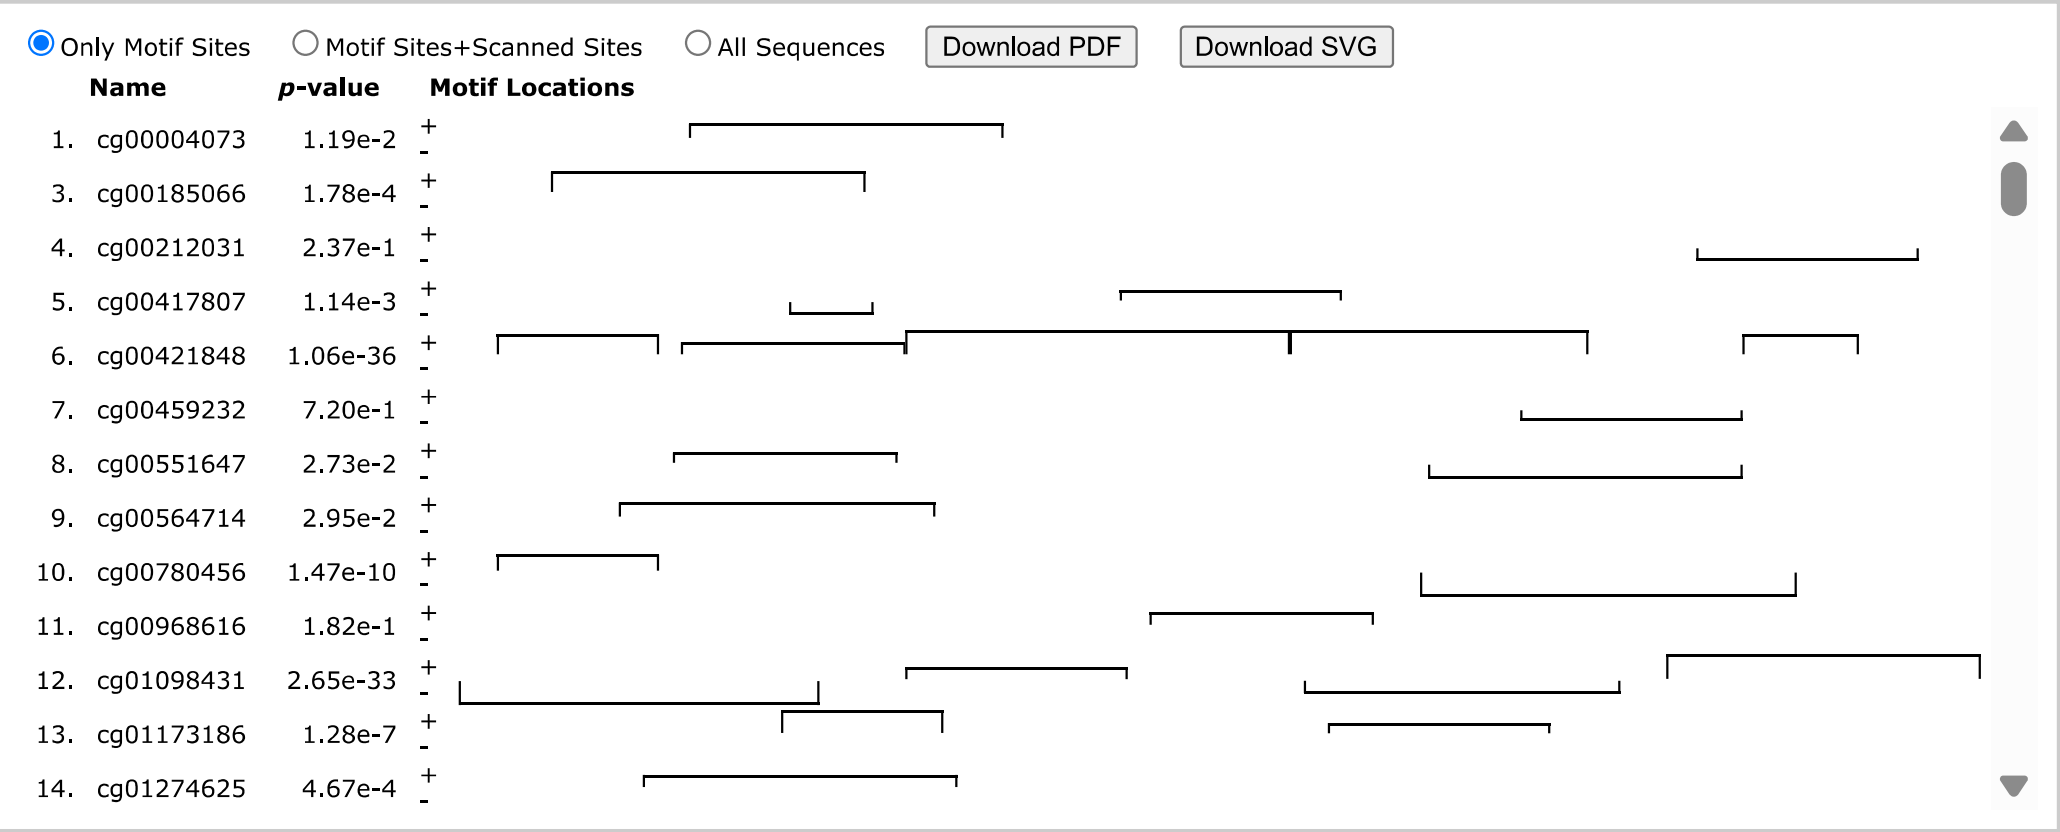 Only Motif Sites Motif Sites+Scanned Sites All Sequences Download PDF Download SVG
Name p-value Motif Locations
1. cg00004073 1.19e-2 + -
3. cg00185066 1.78e-4 + -
4. cg00212031 2.37e-1 + -
5. cg00417807 1.14e-3 + -
6. cg00421848 1.06e-36 + -
7. cg00459232 7.20e-1 + -
8. cg00551647 2.73e-2 + -
9. cg00564714 2.95e-2 + -
10. cg00780456 1.47e-10 + -
11. cg00968616 1.82e-1 + -
12. cg01098431 2.65e-33 + -
13. cg01173186 1.28e-7 + -
14. cg01274625 4.67e-4 + -